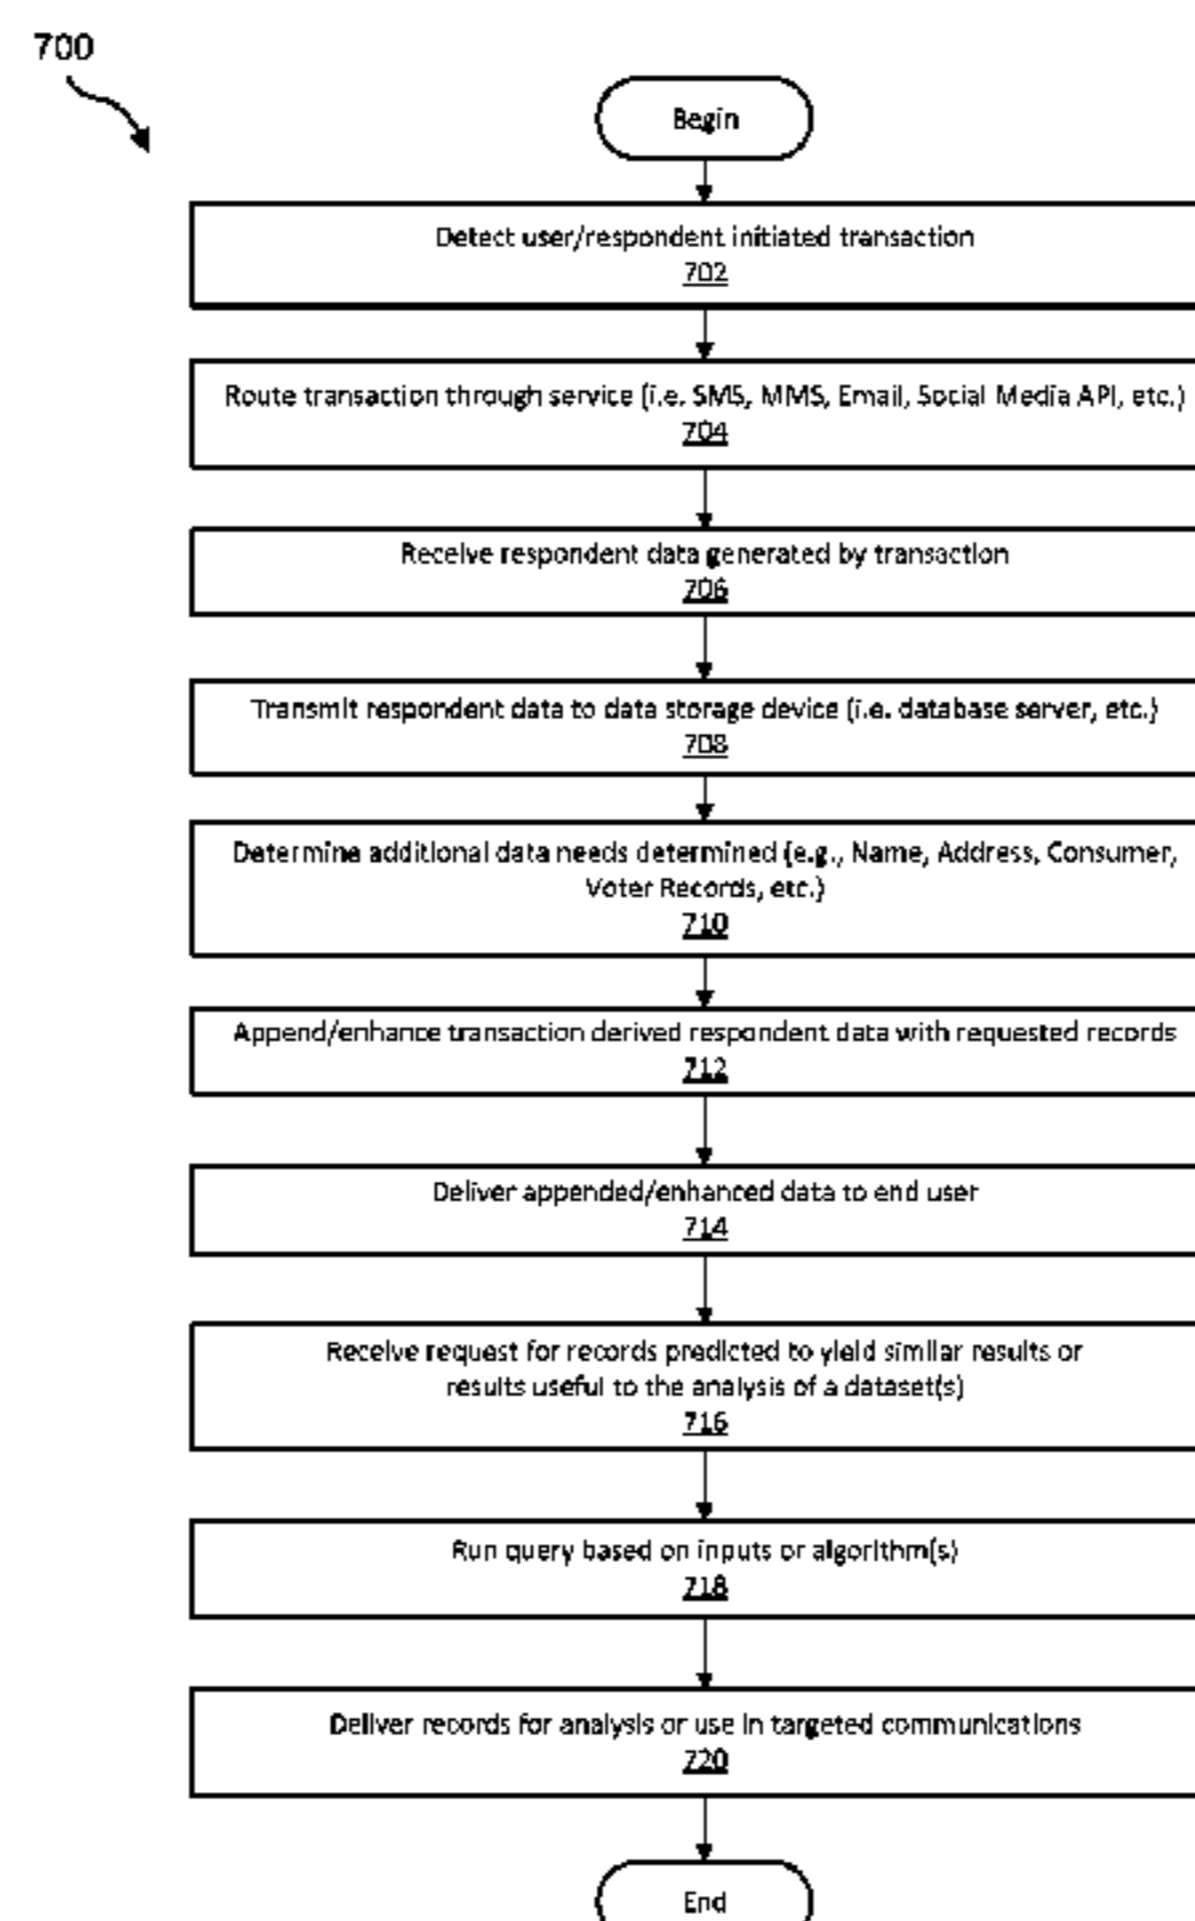 700
Begin
Detect user/respondent initiated transaction
702
Route transaction through service (i.e. SMS, MMS, Email, Social Media API, etc.)
704
Receive respondent data generated by transaction
706
Transmit respondent data to data storage device (i.e. database server, etc.)
708
Determine additional data needs determined (e.g., Name, Address, Consumer,
Voter Records, etc.)
710
Append/enhance transaction derived respondent data with requested records
712
Deliver appended/enhanced data to end user
714
Receive request for records predicted to yield similar results or
results useful to the analysis of a dataset(s)
716
Run query based on inputs or algorithm(s)
718
Deliver records for analysis or use in targeted communications
720
End